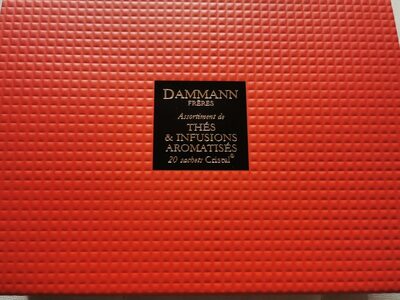 DAMMANN
FRÈRES
Assortiment de
THÉS
& INFUSIONS
AROMATISÉS
20 sachets Cristal®